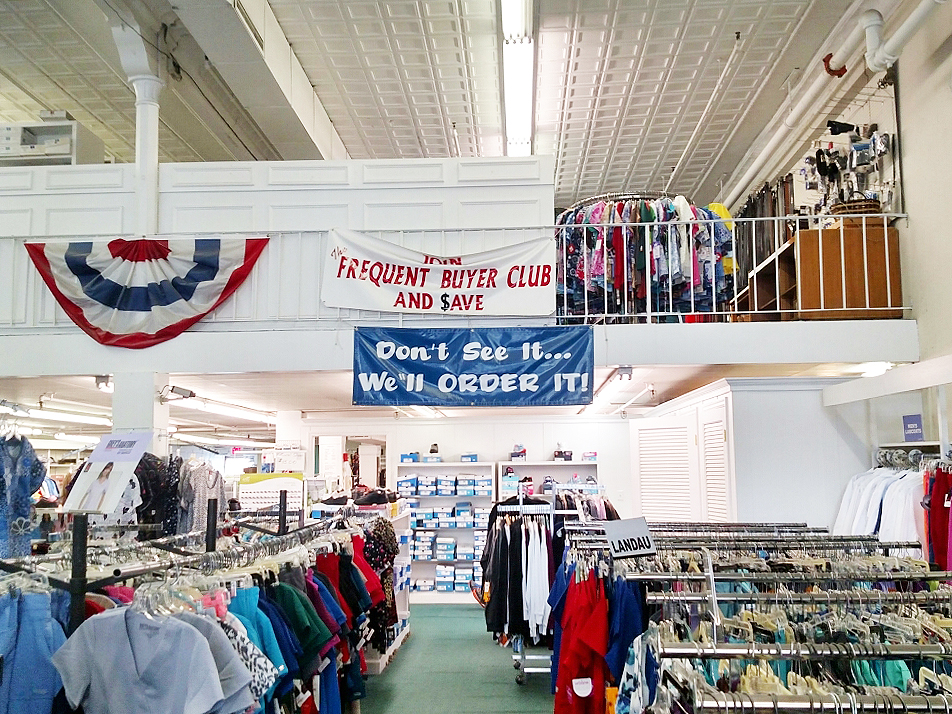 JOIN
FREQUENT BUYER CLUB
AND $AVE
Don't See It...
We'll ORDER IT!
LANDAU